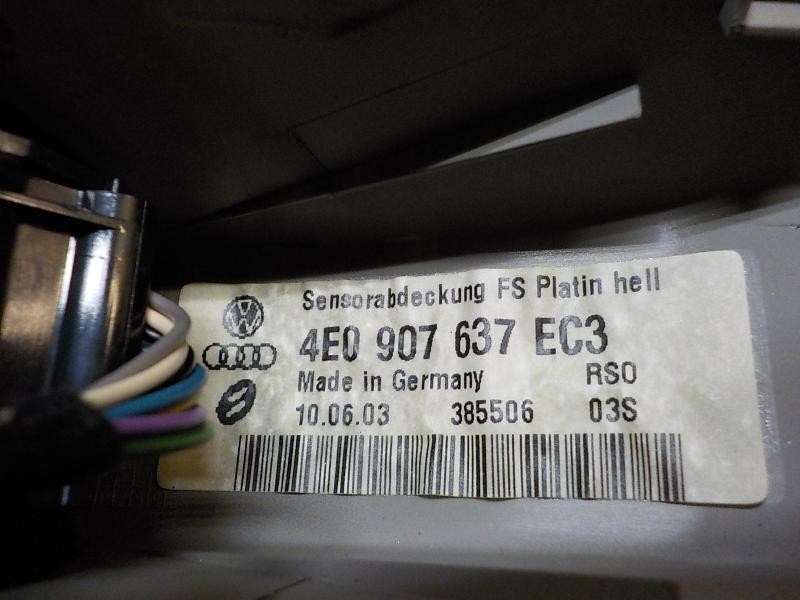 Sensorabdeckung FS Platin hell
4E0 907 637 EC3
Made in Germany RSO
10.06.03 385506 03S